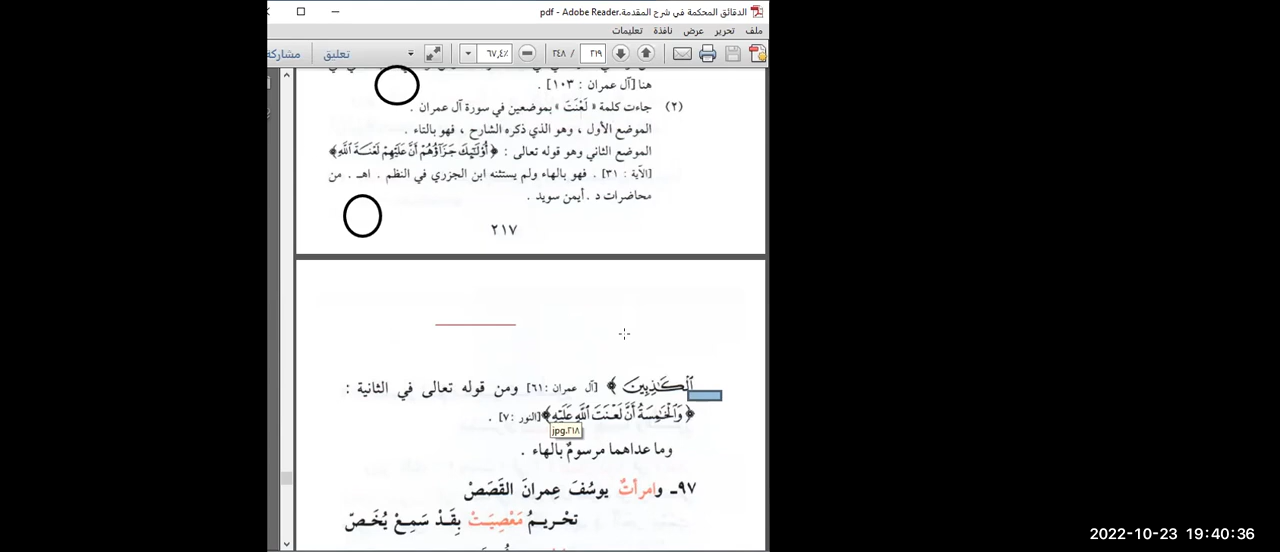 الدقائق المحكمة في شرح المقدمة.pdf - Adobe Reader
ملف تحرير عرض نافذة تعليمات
٣١٩ / ٣٤٨ ٦٧,٤٪ تعليق مشاركة
هنا [آل عمران : ١٠٣] .
(٢) جاءت كلمة « لَعْنَتَ » بموضعين في سورة آل عمران .
الموضع الأول ، وهو الذي ذكره الشارح ، فهو بالتاء .
الموضع الثاني وهو قوله تعالى : ﴿ أُوْلَٰٓئِكَ جَزَآؤُهُمْ أَنَّ عَلَيْهِمْ لَعْنَةَ ٱللَّهِ﴾
[الآية : ٣١] . فهو بالهاء ولم يستثنه ابن الجزري في النظم . اهـ . من
محاضرات د . أيمن سويد .
٢١٧
ٱلْكَٰذِبِينَ ﴾ [آل عمران :٦١] ومن قوله تعالى في الثانية :
﴿ وَٱلْخَٰمِسَةُ أَنَّ لَعْنَتَ ٱللَّهِ عَلَيْهِ﴾ [النور :٧] .
٢١٨.jpg
وما عداهما مرسومٌ بالهاء .
٩٧ـ وامرأتٌ يوسُفَ عِمرانَ القَصَصْ
تحْريمُ مَعْصِيَتْ بِقَدْ سَمِعْ يُخَصّ
2022-10-23 19:40:36